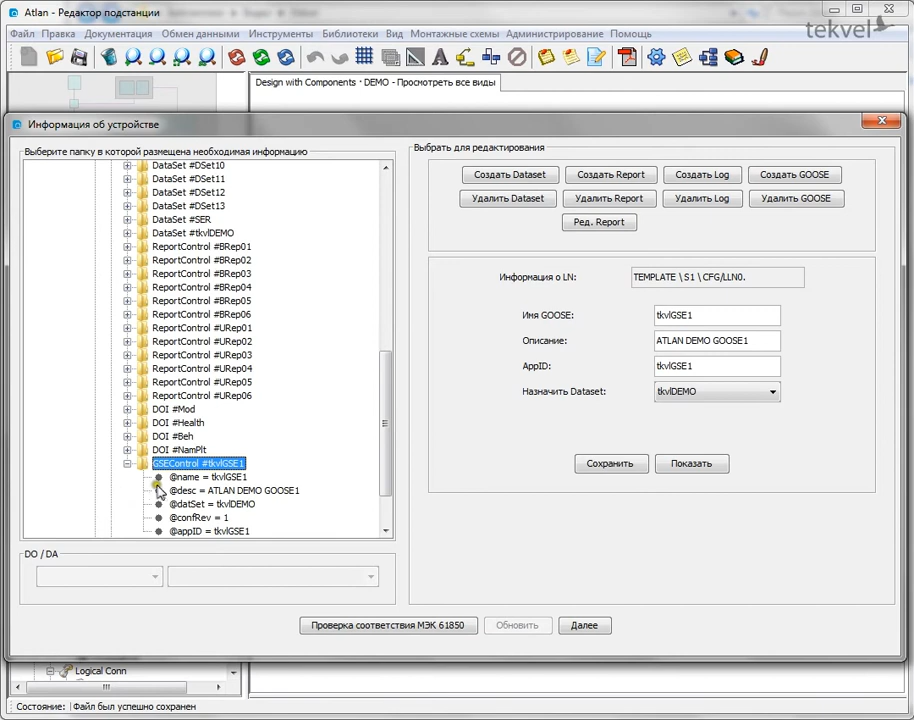 Atlan - Редактор подстанции
tekvel
Файл Правка Документация Обмен данными Инструменты Библиотеки Вид Монтажные схемы Администрирование Помощь
Design with Components · DEMO - Просмотреть все виды
Информация об устройстве
Выберите папку в которой размещена необходимая информацию
DataSet #DSet10
DataSet #DSet11
DataSet #DSet12
DataSet #DSet13
DataSet #SER
DataSet #tkvlDEMO
ReportControl #BRep01
ReportControl #BRep02
ReportControl #BRep03
ReportControl #BRep04
ReportControl #BRep05
ReportControl #BRep06
ReportControl #URep01
ReportControl #URep02
ReportControl #URep03
ReportControl #URep04
ReportControl #URep05
ReportControl #URep06
DOI #Mod
DOI #Health
DOI #Beh
DOI #NamPlt
GSEControl #tkvlGSE1
@name = tkvlGSE1
@desc = ATLAN DEMO GOOSE1
@datSet = tkvlDEMO
@confRev = 1
@appID = tkvlGSE1
DO / DA
Выбрать для редактирования
Создать Dataset Создать Report Создать Log Создать GOOSE
Удалить Dataset Удалить Report Удалить Log Удалить GOOSE
Ред. Report
Информация о LN: TEMPLATE \ S1 \ CFG/LLN0.
Имя GOOSE: tkvlGSE1
Описание: ATLAN DEMO GOOSE1
AppID: tkvlGSE1
Назначить Dataset: tkvlDEMO
Сохранить Показать
Проверка соответствия МЭК 61850 Обновить Далее
Logical Conn
Состояние: Файл был успешно сохранен